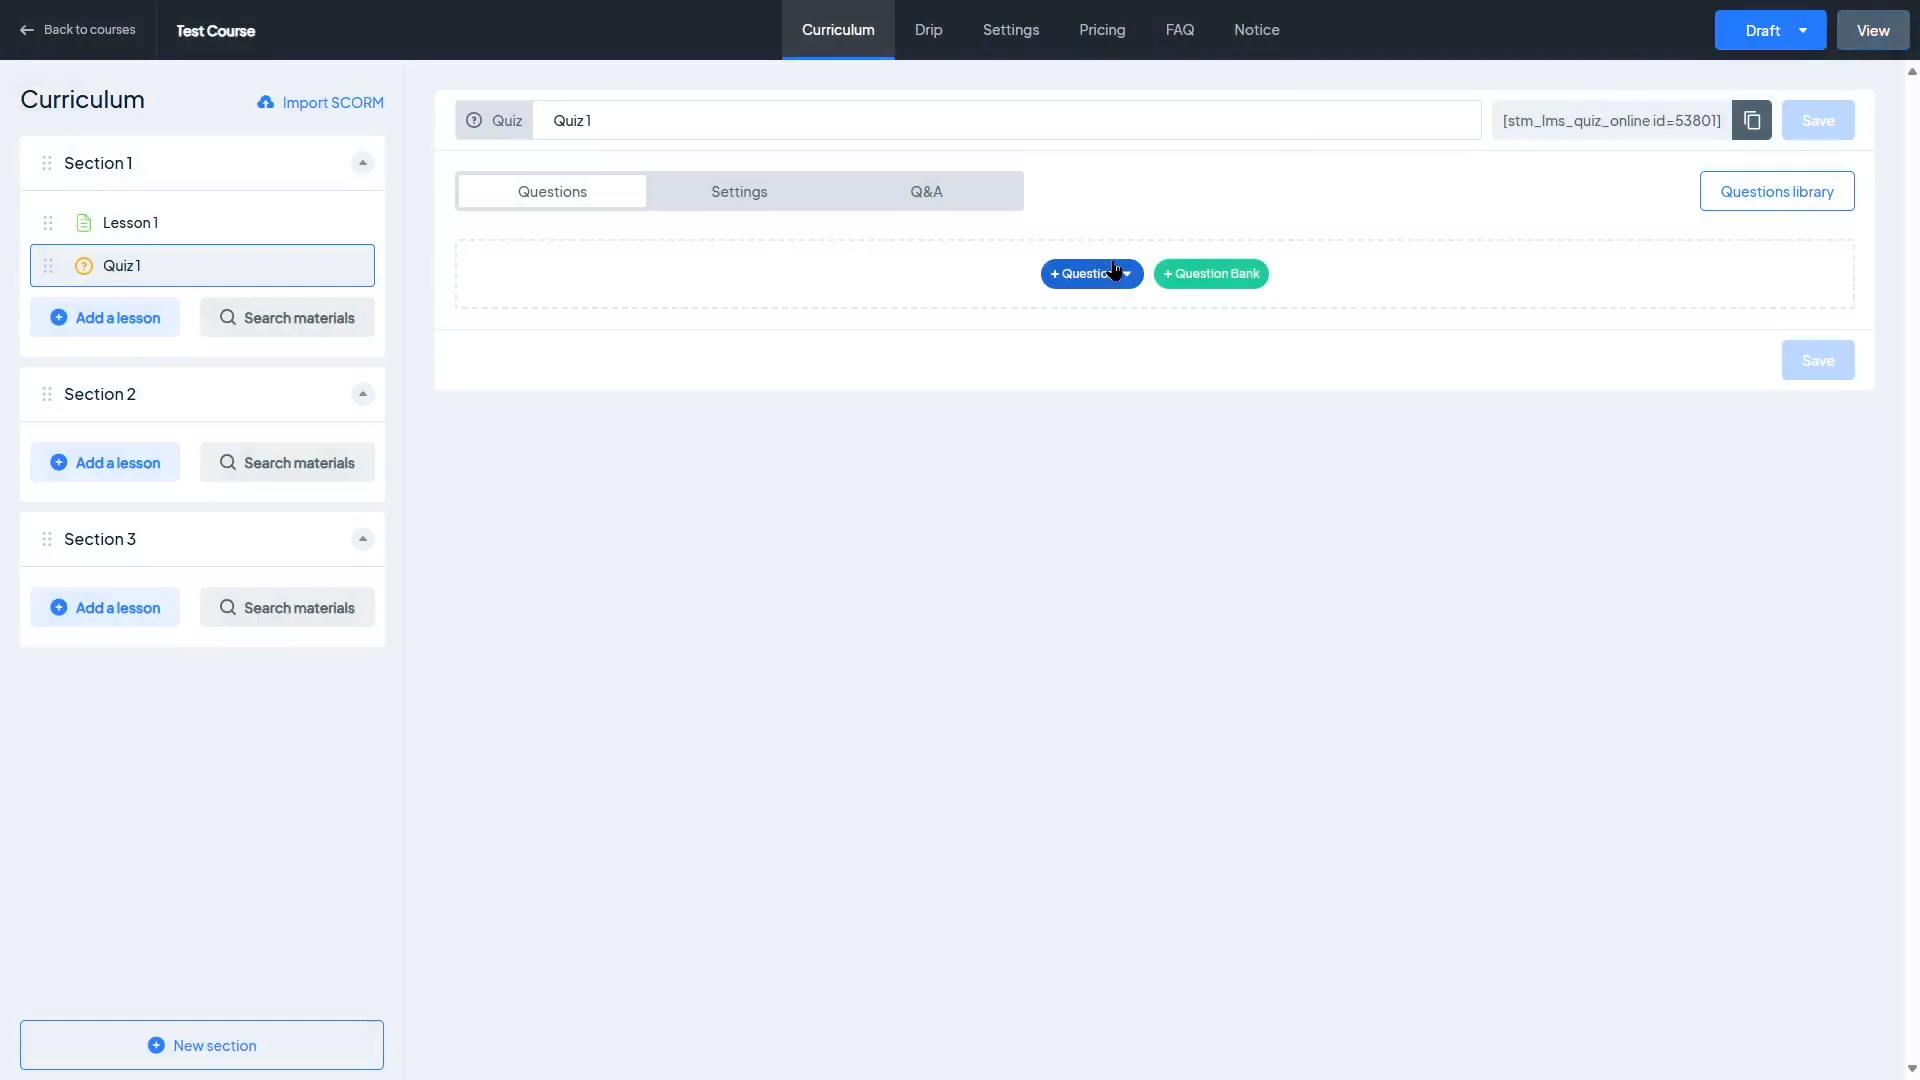 Back to courses
Test Course
Curriculum
Drip
Settings
Pricing
FAQ
Notice
Draft
View
Curriculum
Import SCORM
Section 1
Lesson 1
Quiz 1
Add a lesson
Search materials
Section 2
Add a lesson
Search materials
Section 3
Add a lesson
Search materials
New section
Quiz
Quiz 1
[stm_lms_quiz_online id=53801]
Save
Questions
Settings
Q&A
Questions library
+ Question Bank
Save